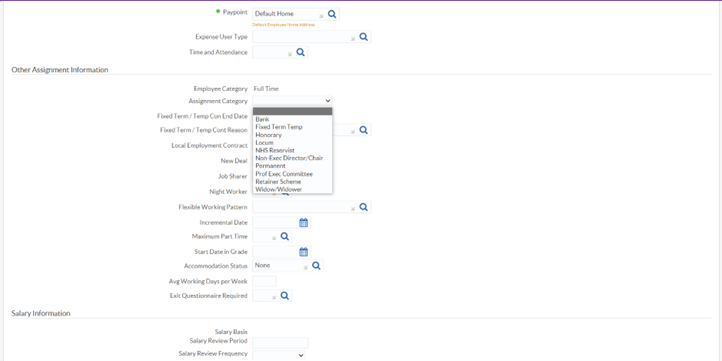 Paypoint Default Home
Default Employee Home Address
Expense User Type
Time and Attendance
Other Assignment Information
Employee Category Full Time
Assignment Category
Fixed Term / Temp Con End Date
Bank
Fixed Term Temp
Fixed Term / Temp Cont Reason
Honorary
Locum
Local Employment Contract
NHS Reservist
Non-Exec Director/Chair
New Deal
Permanent
Prof Exec Committee
Job Sharer
Retainer Scheme
Widow/Widower
Night Worker
Flexible Working Pattern
Incremental Date
Maximum Part Time
Start Date in Grade
Accommodation Status None
Avg Working Days per Week
Exit Questionnaire Required
Salary Information
Salary Basis
Salary Review Period
Salary Review Frequency